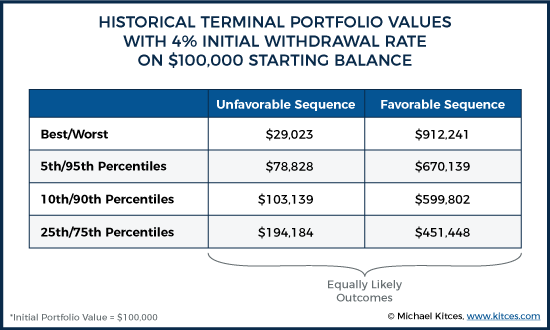 HISTORICAL TERMINAL PORTFOLIO VALUES
WITH 4% INITIAL WITHDRAWAL RATE
ON $100,000 STARTING BALANCE
Unfavorable Sequence Favorable Sequence
Best/Worst $29,023 $912,241
5th/95th Percentiles $78,828 $670,139
10th/90th Percentiles $103,139 $599,802
25th/75th Percentiles $194,184 $451,448
Equally Likely
Outcomes
*Initial Portfolio Value = $100,000 © Michael Kitces, www.kitces.com